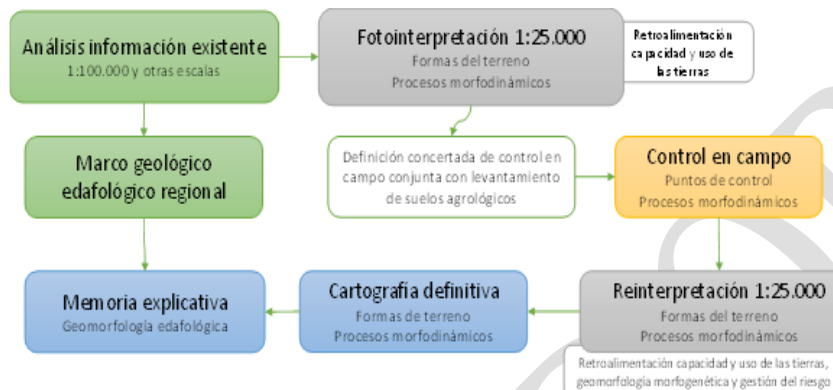 Análisis información existente
1:100.000 y otras escalas
Fotointerpretación 1:25.000
Formas del terreno
Procesos morfodinámicos
Retroalimentación
capacidad y uso de
las tierras
Marco geológico
edafológico regional
Definición concertada de control en
campo conjunta con levantamiento
de suelos agrológicos
Control en campo
Puntos de control
Procesos morfodinámicos
Memoria explicativa
Geomorfología edafológica
Cartografía definitiva
Formas de terreno
Procesos morfodinámicos
Reinterpretación 1:25.000
Formas del terreno
Procesos morfodinámicos
Retroalimentación capacidad y uso de las tierras,
geomorfología morfogenética y gestión del riesgo